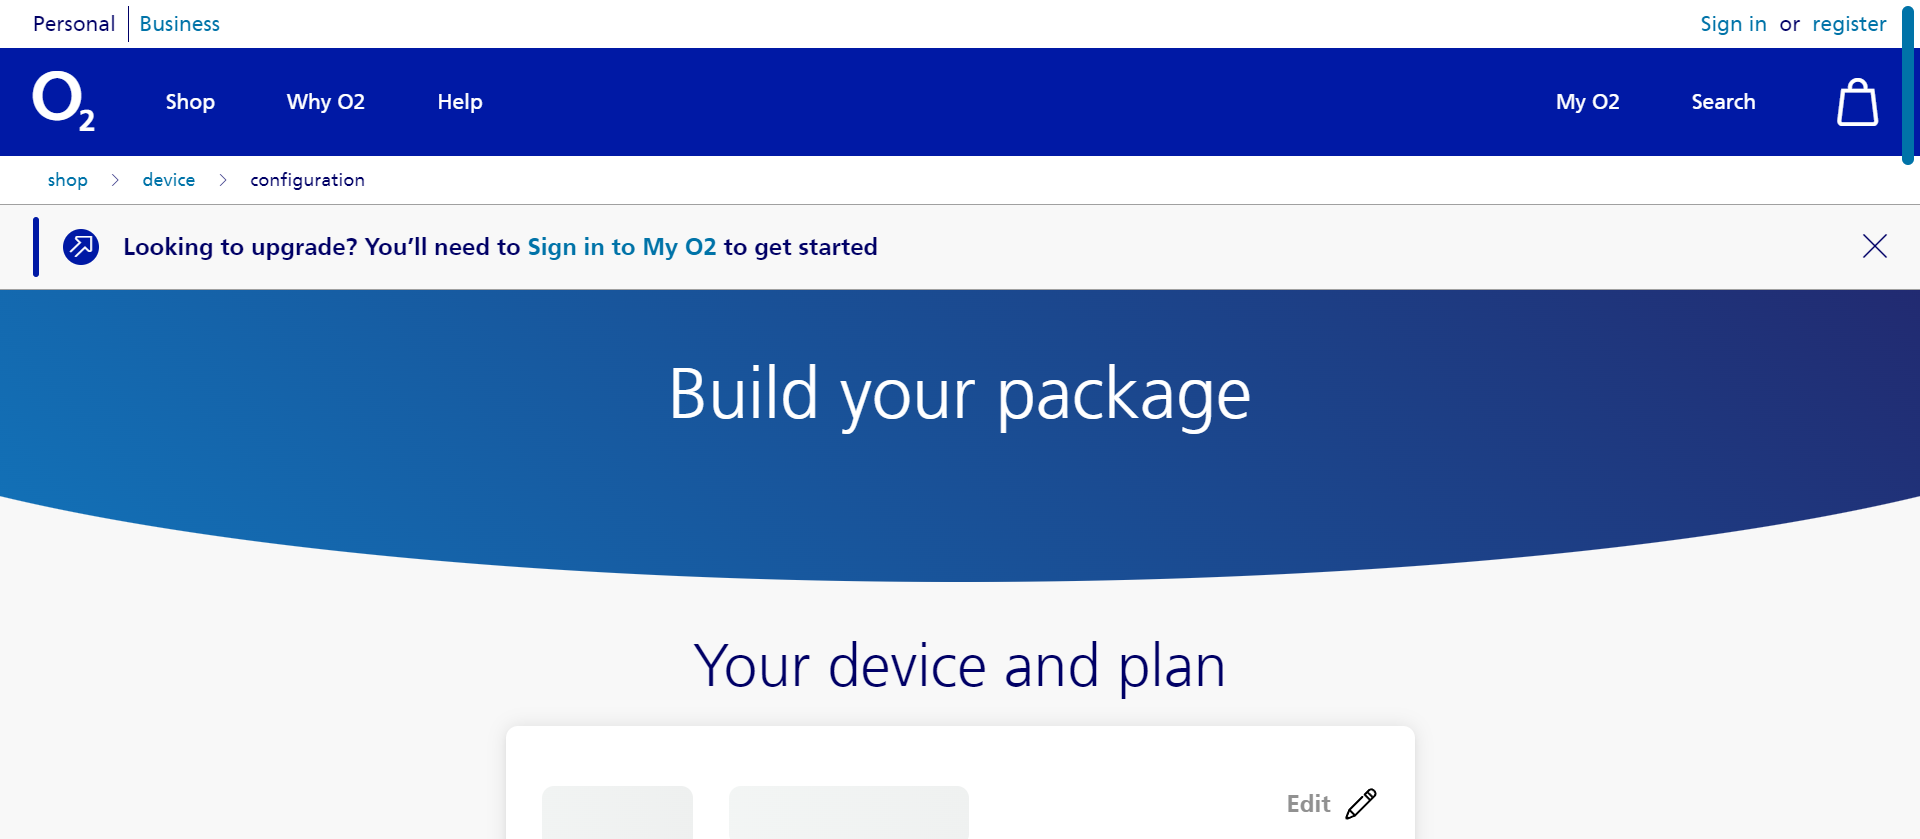 Personal Business Sign in or register
O2 Shop Why O2 Help My O2 Search
shop device configuration
Looking to upgrade? You’ll need to Sign in to My O2 to get started
Build your package
Your device and plan
Edit